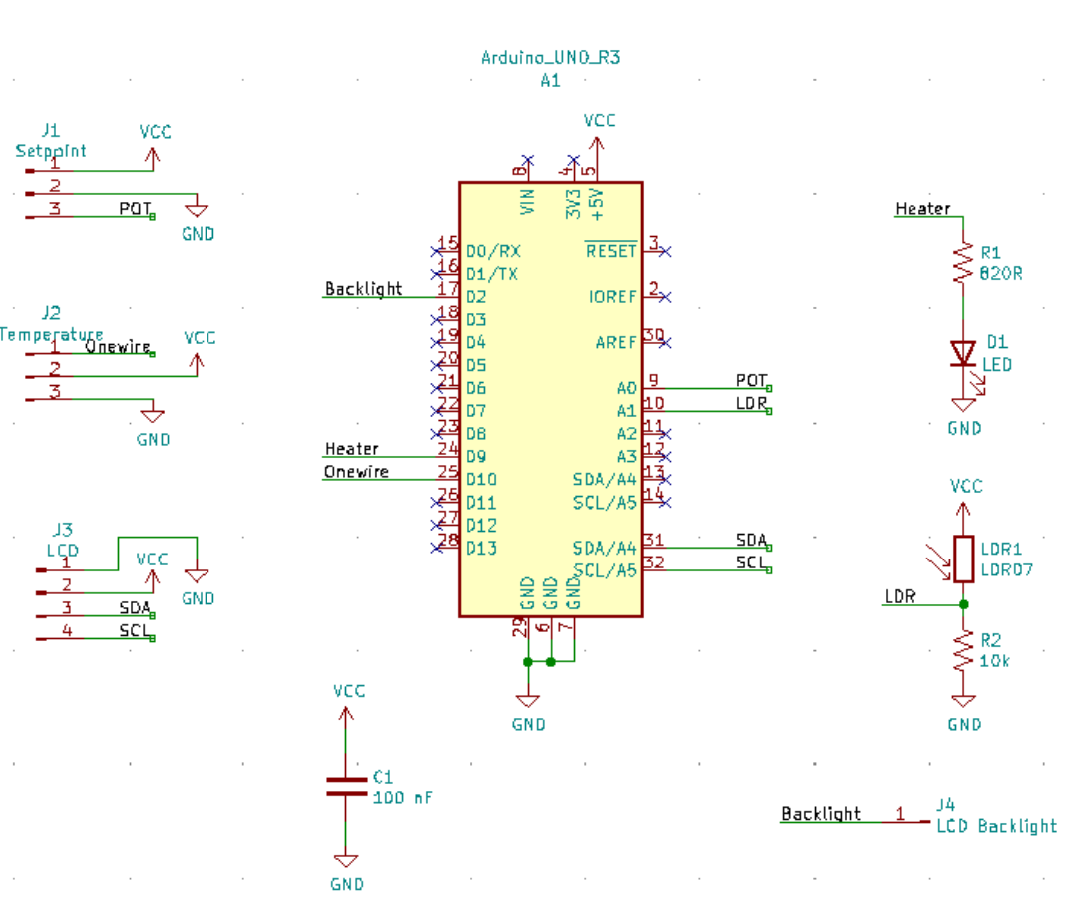 Arduino_UNO_R3
A1
VCC
J1
Setpoint
VCC
1
2
3
POT
GND
J2
Temperature
VCC
1
Onewire
2
3
GND
J3
LCD
1
VCC
2
GND
3
SDA
4
SCL
8
4
5
VIN
3V3
+5V
15
D0/RX
16
D1/TX
Backlight
17
D2
18
D3
19
D4
20
D5
21
D6
22
D7
23
D8
Heater
24
D9
Onewire
25
D10
26
D11
27
D12
28
D13
RESET
3
IOREF
2
AREF
30
A0
9
POT
A1
10
LDR
A2
11
A3
12
SDA/A4
13
SCL/A5
14
SDA/A4
31
SDA
SCL/A5
32
SCL
GND
GND
GND
29
6
7
GND
VCC
C1
100 nF
GND
Heater
R1
820R
D1
LED
GND
VCC
LDR1
LDR07
LDR
R2
10k
GND
Backlight
1
J4
LCD Backlight